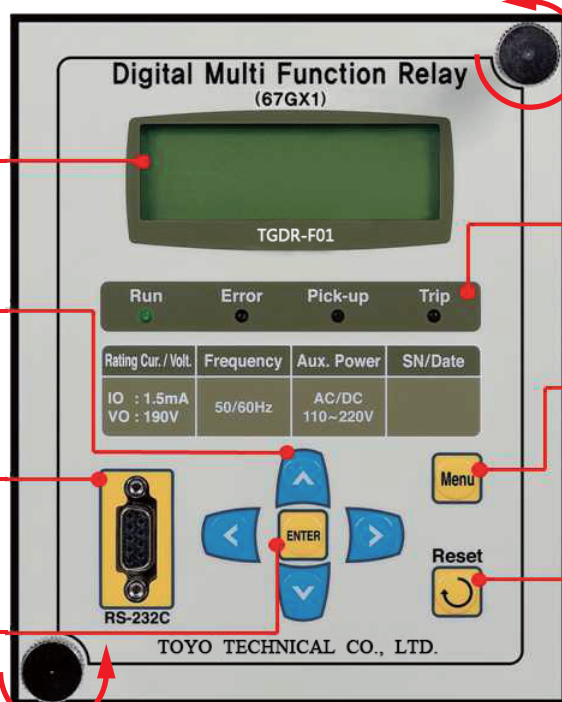 Digital Multi Function Relay
(67GX1)
TGDR-F01
Run Error Pick-up Trip
Rating Cur. / Volt. Frequency Aux. Power SN/Date
IO : 1.5mA
VO : 190V
50/60Hz
AC/DC
110~220V
Menu
ENTER
Reset
RS-232C
TOYO TECHNICAL CO., LTD.